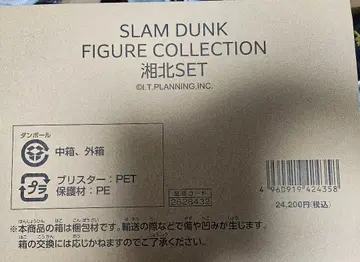 SLAM DUNK
FIGURE COLLECTION
湘北SET
©I.T.PLANNING,INC.
ダンボール
中箱、外箱
プラ
ブリスター:PET
保護材:PE
4 960919 424358
24,200円(税込)
※本商品の箱は梱包材です。輸送の際などで傷や凹みが生じます。
箱の交換には応じかねますのでご了承ください。